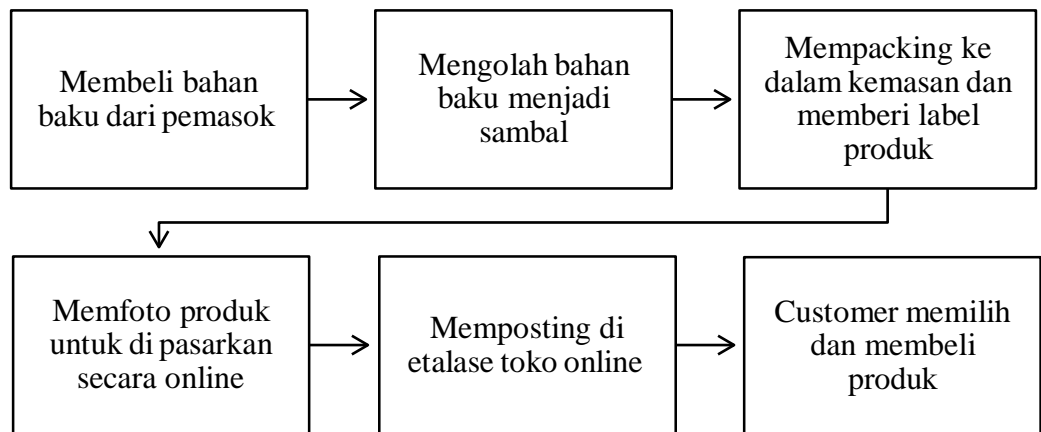 Membeli bahan
baku dari pemasok
Mengolah bahan
baku menjadi
sambal
Mempacking ke
dalam kemasan dan
memberi label
produk
Memfoto produk
untuk di pasarkan
secara online
Memposting di
etalase toko online
Customer memilih
dan membeli
produk